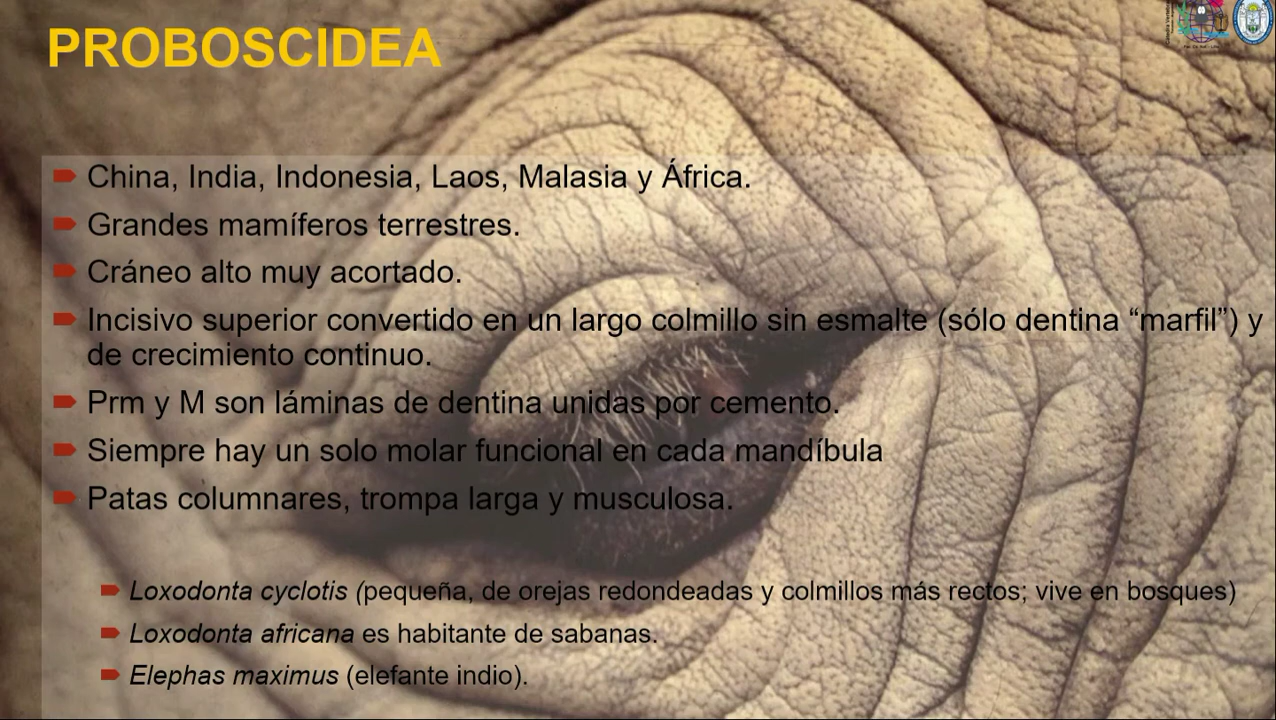 PROBOSCIDEA
China, India, Indonesia, Laos, Malasia y África.
Grandes mamíferos terrestres.
Cráneo alto muy acortado.
Incisivo superior convertido en un largo colmillo sin esmalte (sólo dentina “marfil”) y
de crecimiento continuo.
Prm y M son láminas de dentina unidas por cemento.
Siempre hay un solo molar funcional en cada mandíbula
Patas columnares, trompa larga y musculosa.
Loxodonta cyclotis (pequeña, de orejas redondeadas y colmillos más rectos; vive en bosques)
Loxodonta africana es habitante de sabanas.
Elephas maximus (elefante indio).